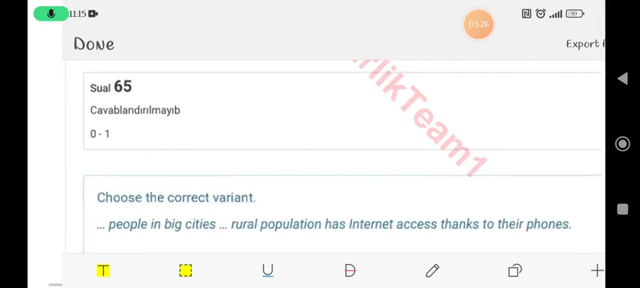 11.15
03:26
Done
Export
rlikTeam1
Sual 65
Cavablandırılmayıb
0 - 1
Choose the correct variant.
… people in big cities … rural population has Internet access thanks to their phones.
T U D